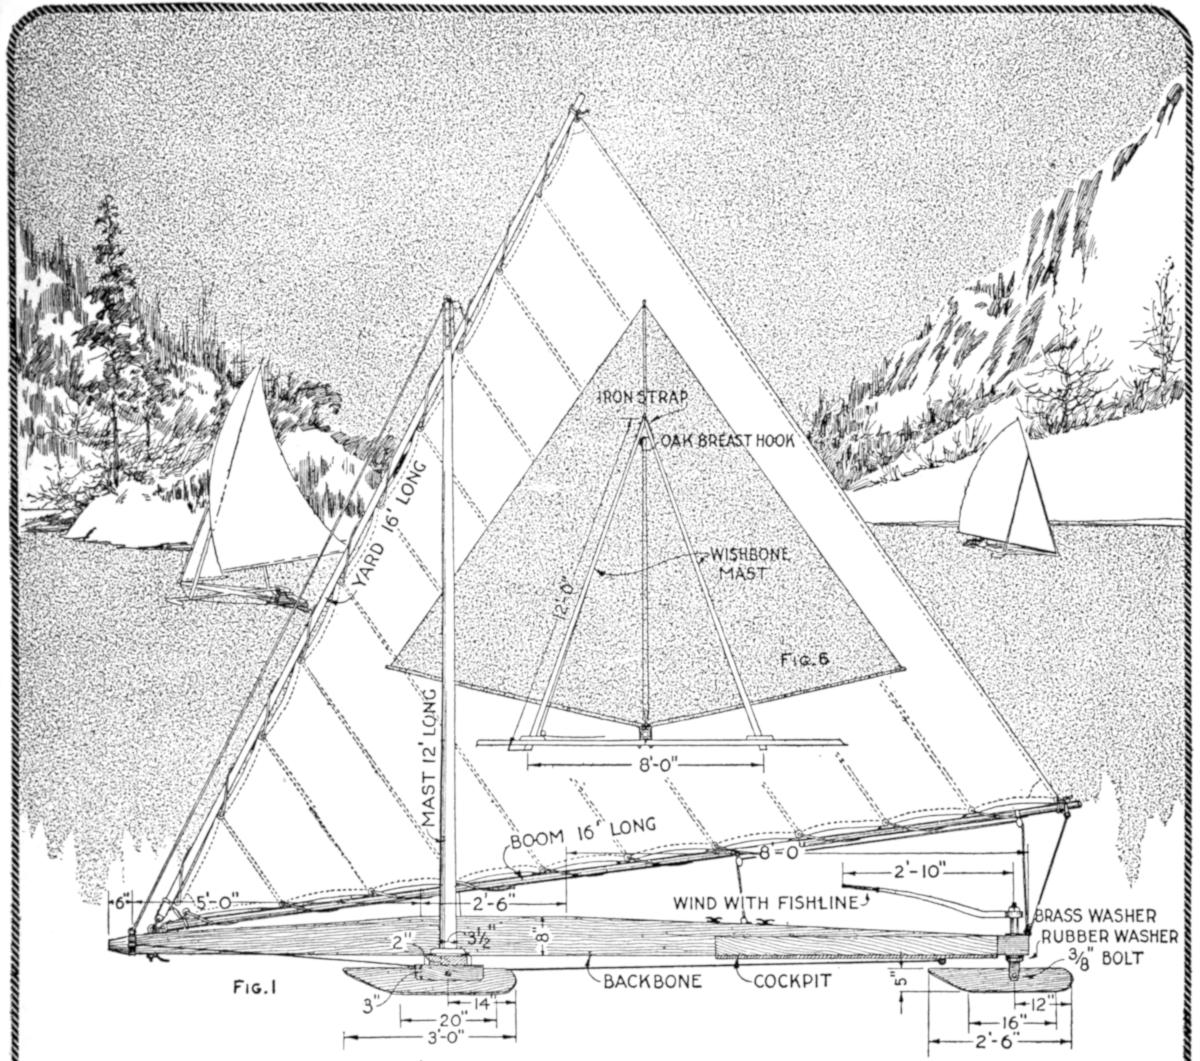 IRON STRAP
OAK BREAST HOOK
YARD 16' LONG
WISHBONE
MAST
12'-0"
FIG. 6
MAST 12' LONG
8'-0"
BOOM 16' LONG
8'-0"
2'-10"
6"
5'-0"
2'-6"
WIND WITH FISHLINE
BRASS WASHER
RUBBER WASHER
3/8" BOLT
2"
3½"
8"
BACKBONE
COCKPIT
5"
FIG. 1
3"
14"
12"
20"
16"
3'-0"
2'-6"